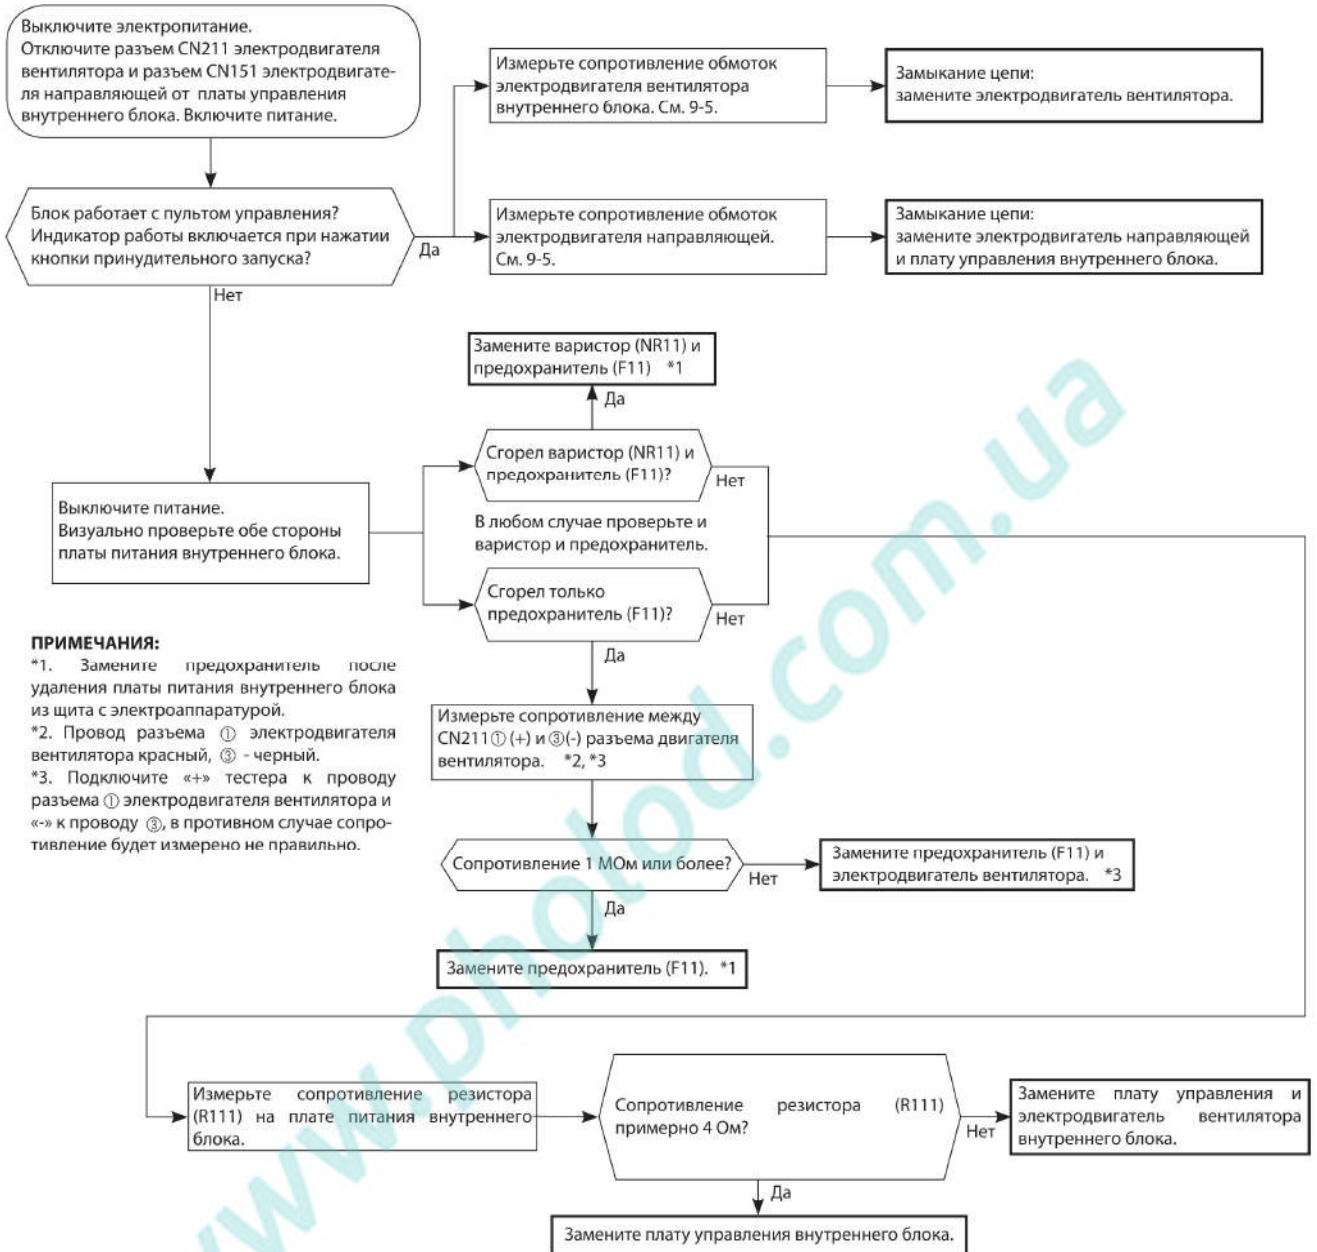 Выключите электропитание.
Отключите разъем CN211 электродвигателя
вентилятора и разъем CN151 электродвигате-
ля направляющей от платы управления
внутреннего блока. Включите питание.
Измерьте сопротивление обмоток
электродвигателя вентилятора
внутреннего блока. См. 9-5.
Замыкание цепи:
замените электродвигатель вентилятора.
Блок работает с пультом управления?
Индикатор работы включается при нажатии
кнопки принудительного запуска?
Да
Измерьте сопротивление обмоток
электродвигателя направляющей.
См. 9-5.
Замыкание цепи:
замените электродвигатель направляющей
и плату управления внутреннего блока.
Нет
Замените варистор (NR11) и
предохранитель (F11) *1
Да
Сгорел варистор (NR11) и
предохранитель (F11)?
Нет
Выключите питание.
Визуально проверьте обе стороны
платы питания внутреннего блока.
В любом случае проверьте и
варистор и предохранитель.
Сгорел только
предохранитель (F11)?
Нет
Да
ПРИМЕЧАНИЯ:
*1. Замените предохранитель после
удаления платы питания внутреннего блока
из щита с электроаппаратурой.
*2. Провод разъема ① электродвигателя
вентилятора красный, ③ - черный.
*3. Подключите «+» тестера к проводу
разъема ① электродвигателя вентилятора и
«-» к проводу ③, в противном случае сопро-
тивление будет измерено не правильно.
Измерьте сопротивление между
CN211① (+) и ③(-) разъема двигателя
вентилятора. *2, *3
Сопротивление 1 МОм или более?
Нет
Замените предохранитель (F11) и
электродвигатель вентилятора. *3
Да
Замените предохранитель (F11). *1
Измерьте сопротивление резистора
(R111) на плате питания внутреннего
блока.
Сопротивление резистора (R111)
примерно 4 Ом?
Нет
Замените плату управления и
электродвигатель вентилятора
внутреннего блока.
Да
Замените плату управления внутреннего блока.
www.pholod.com.ua